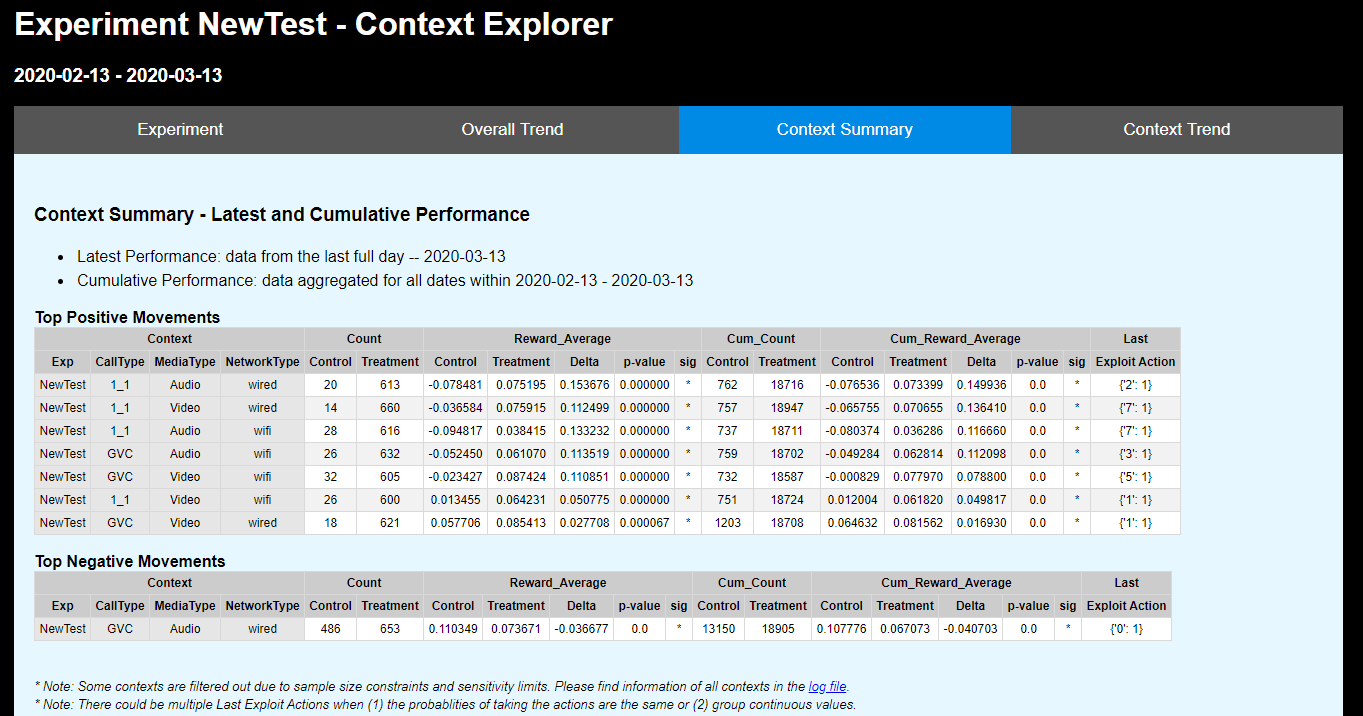 Experiment NewTest - Context Explorer
2020-02-13 - 2020-03-13
Experiment Overall Trend Context Summary Context Trend
Context Summary - Latest and Cumulative Performance
• Latest Performance: data from the last full day -- 2020-03-13
• Cumulative Performance: data aggregated for all dates within 2020-02-13 - 2020-03-13
Top Positive Movements
Context Count Reward_Average Cum_Count Cum_Reward_Average Last
Exp CallType MediaType NetworkType Control Treatment Control Treatment Delta p-value sig Control Treatment Control Treatment Delta p-value sig Exploit Action
NewTest 1_1 Audio wired 20 613 -0.078481 0.075195 0.153676 0.000000 * 762 18716 -0.076536 0.073399 0.149936 0.0 * {'2': 1}
NewTest 1_1 Video wired 14 660 -0.036584 0.075915 0.112499 0.000000 * 757 18947 -0.065755 0.070655 0.136410 0.0 * {'7': 1}
NewTest 1_1 Audio wifi 28 616 -0.094817 0.038415 0.133232 0.000000 * 737 18711 -0.080374 0.036286 0.116660 0.0 * {'7': 1}
NewTest GVC Audio wifi 26 632 -0.052450 0.061070 0.113519 0.000000 * 759 18702 -0.049284 0.062814 0.112098 0.0 * {'3': 1}
NewTest GVC Video wifi 32 605 -0.023427 0.087424 0.110851 0.000000 * 732 18587 -0.000829 0.077970 0.078800 0.0 * {'5': 1}
NewTest 1_1 Video wifi 26 600 0.013455 0.064231 0.050775 0.000000 * 751 18724 0.012004 0.061820 0.049817 0.0 * {'1': 1}
NewTest GVC Video wired 18 621 0.057706 0.085413 0.027708 0.000067 * 1203 18708 0.064632 0.081562 0.016930 0.0 * {'1': 1}
Top Negative Movements
Context Count Reward_Average Cum_Count Cum_Reward_Average Last
Exp CallType MediaType NetworkType Control Treatment Control Treatment Delta p-value sig Control Treatment Control Treatment Delta p-value sig Exploit Action
NewTest GVC Audio wired 486 653 0.110349 0.073671 -0.036677 0.0 * 13150 18905 0.107776 0.067073 -0.040703 0.0 * {'0': 1}
* Note: Some contexts are filtered out due to sample size constraints and sensitivity limits. Please find information of all contexts in the log file.
* Note: There could be multiple Last Exploit Actions when (1) the probablites of taking the actions are the same or (2) group continuous values.